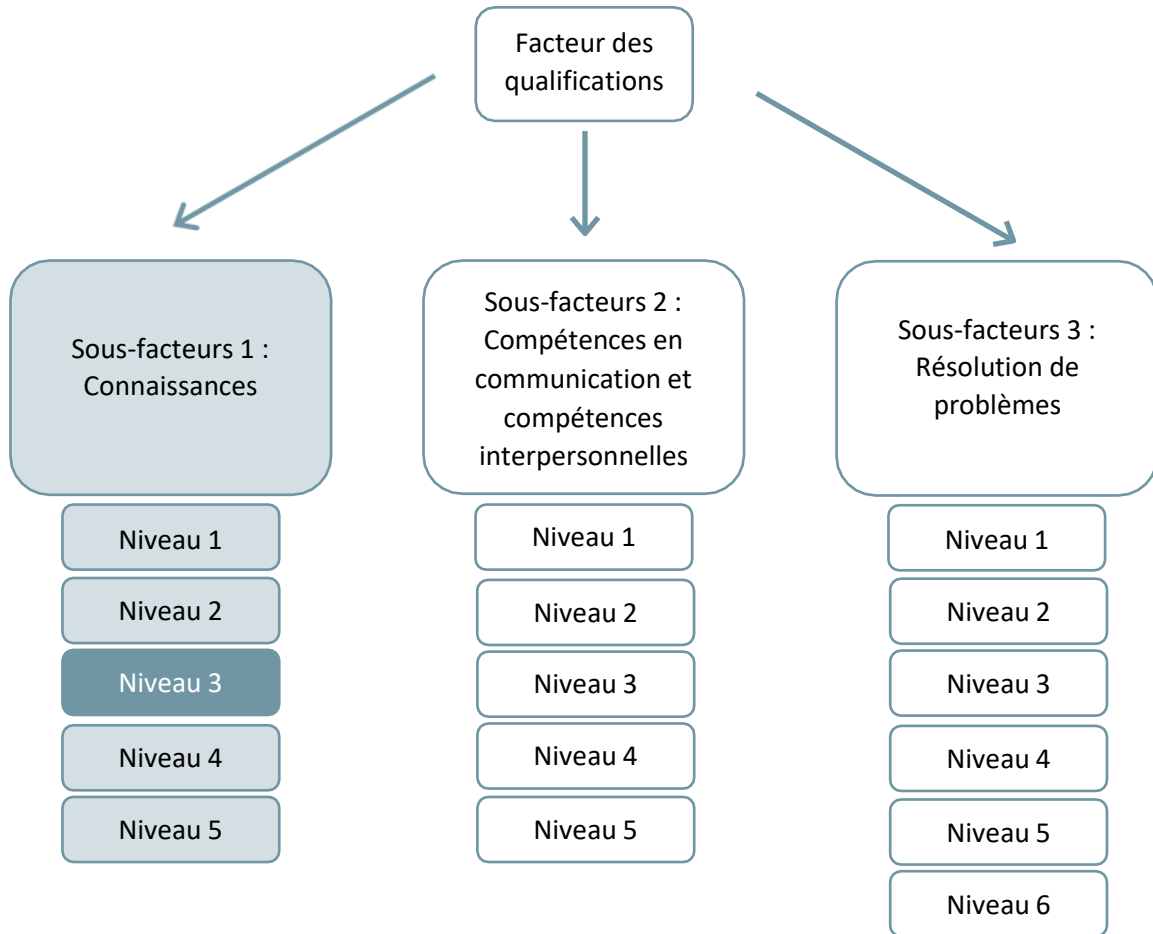 Facteur des
qualifications
Sous-facteurs 1 :
Connaissances
Niveau 1
Niveau 2
Niveau 3
Niveau 4
Niveau 5
Sous-facteurs 2 :
Compétences en
communication et
compétences
interpersonnelles
Niveau 1
Niveau 2
Niveau 3
Niveau 4
Niveau 5
Sous-facteurs 3 :
Résolution de
problèmes
Niveau 1
Niveau 2
Niveau 3
Niveau 4
Niveau 5
Niveau 6